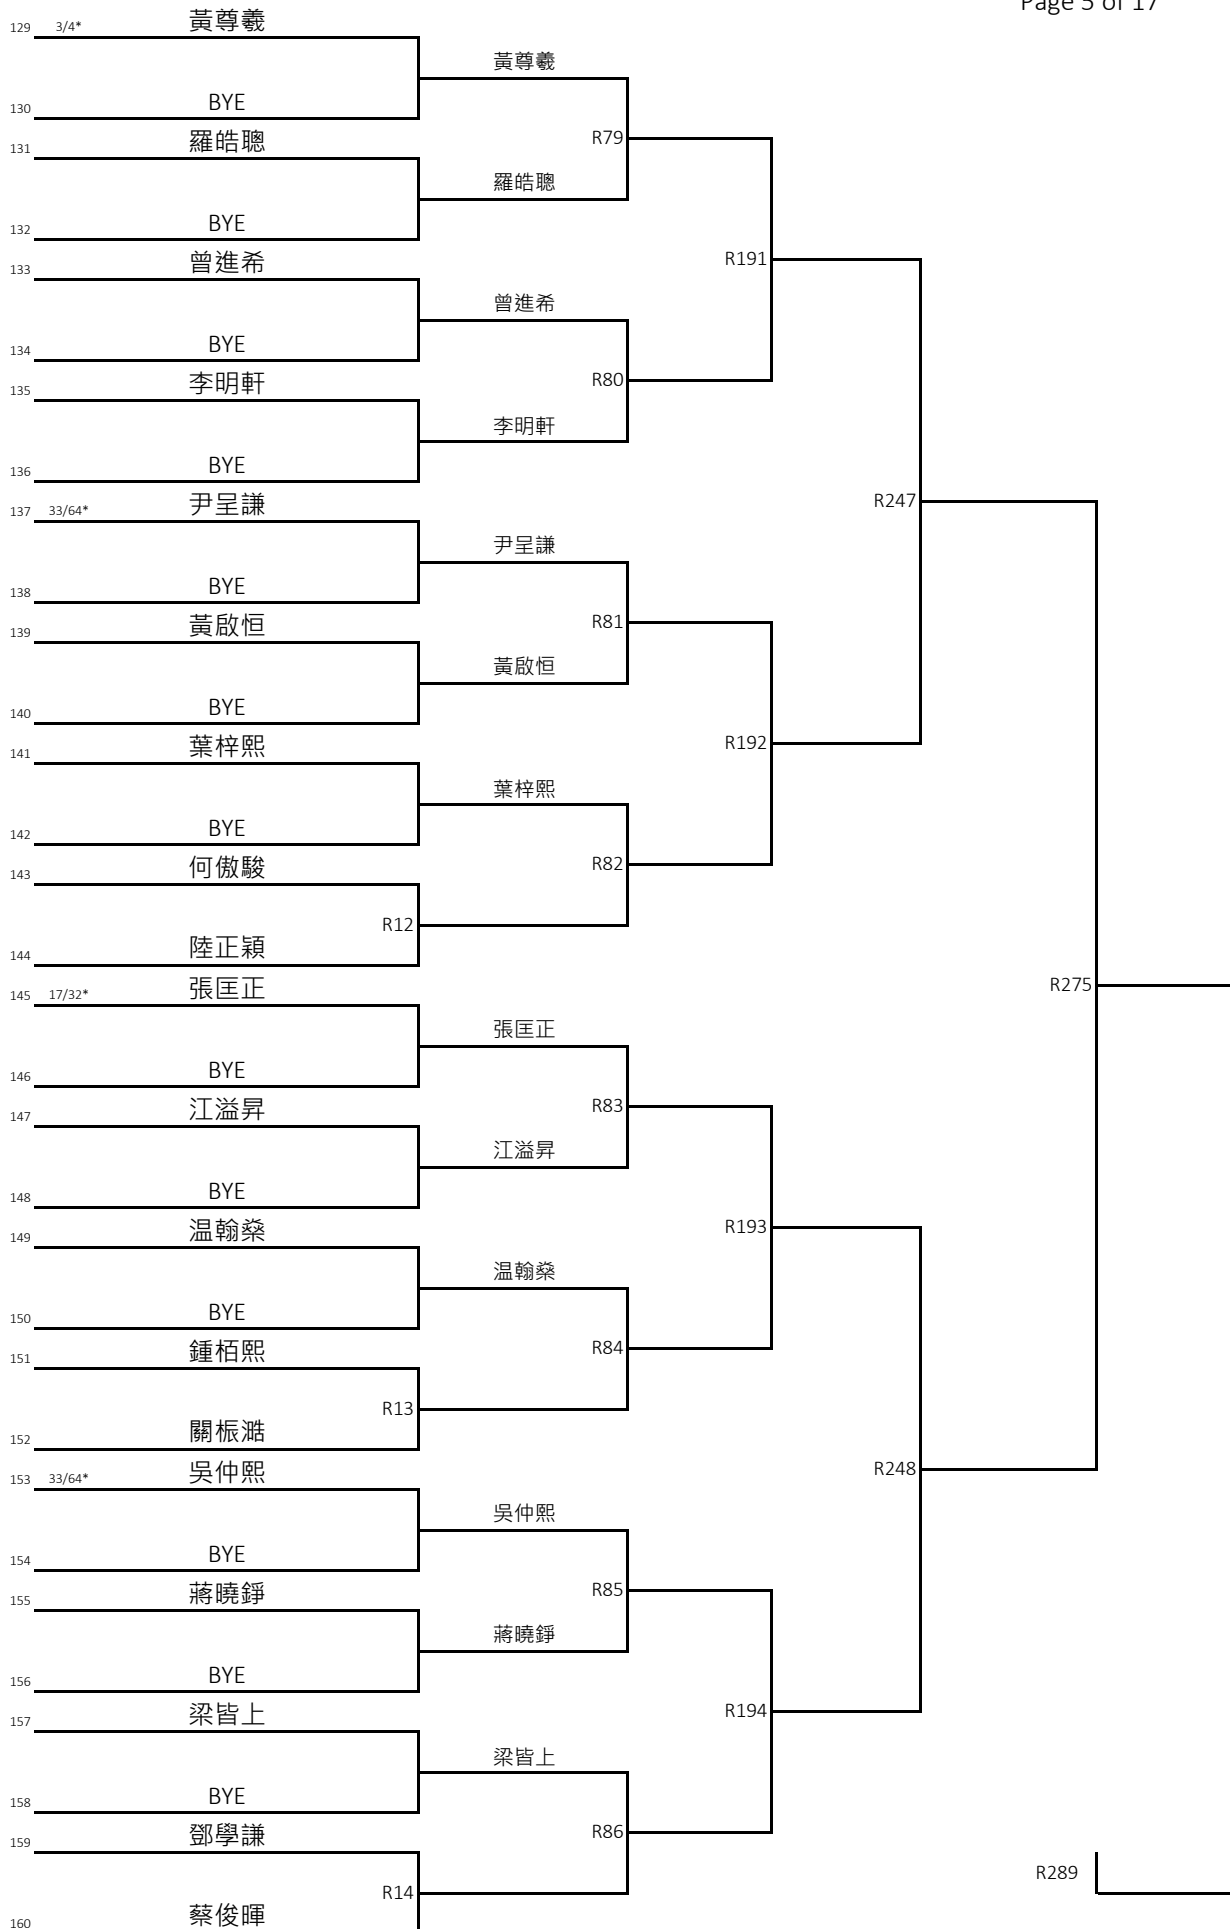 Page 5 of 17
129 3/4* 黃尊羲
黃尊羲
130 BYE
R79
131 羅皓聰
羅皓聰
132 BYE
R191
133 曾進希
曾進希
134 BYE
R80
135 李明軒
李明軒
136 BYE
R247
137 33/64* 尹呈謙
尹呈謙
138 BYE
R81
139 黃啟恒
黃啟恒
140 BYE
R192
141 葉梓熙
葉梓熙
142 BYE
R82
143 何傲駿
R12
144 陸正穎
R275
145 17/32* 張匡正
張匡正
146 BYE
R83
147 江溢昇
江溢昇
148 BYE
R193
149 温翰燊
温翰燊
150 BYE
R84
151 鍾栢熙
R13
152 關桭澔
R248
153 33/64* 吳仲熙
吳仲熙
154 BYE
R85
155 蔣曉錚
蔣曉錚
156 BYE
R194
157 梁皆上
梁皆上
158 BYE
R86
159 鄧學謙
R289
R14
160 蔡俊暉